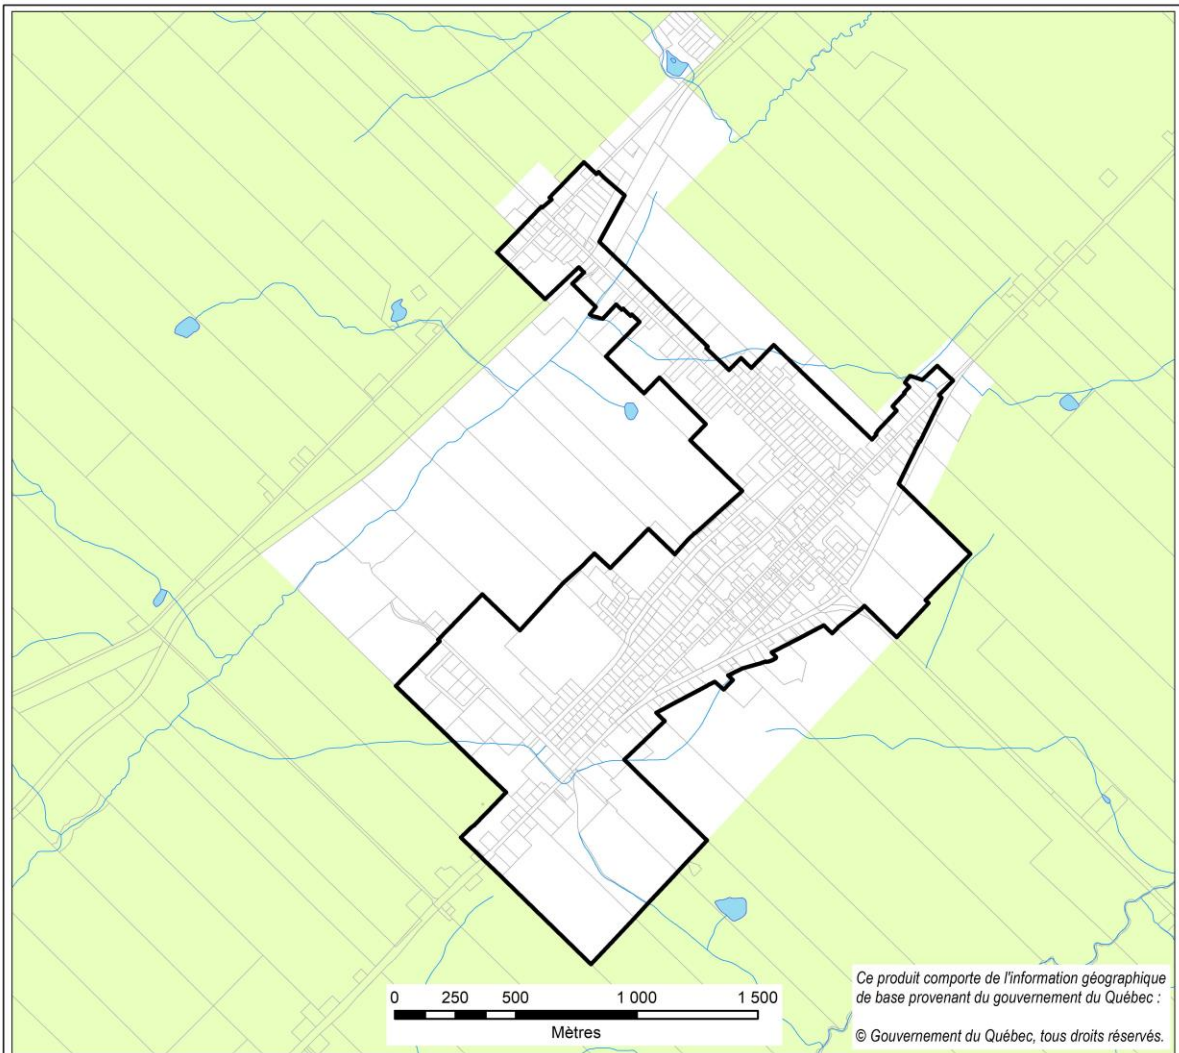 0 250 500 1 000 1 500
Mètres
Ce produit comporte de l'information géographique
de base provenant du gouvernement du Québec :
© Gouvernement du Québec, tous droits réservés.